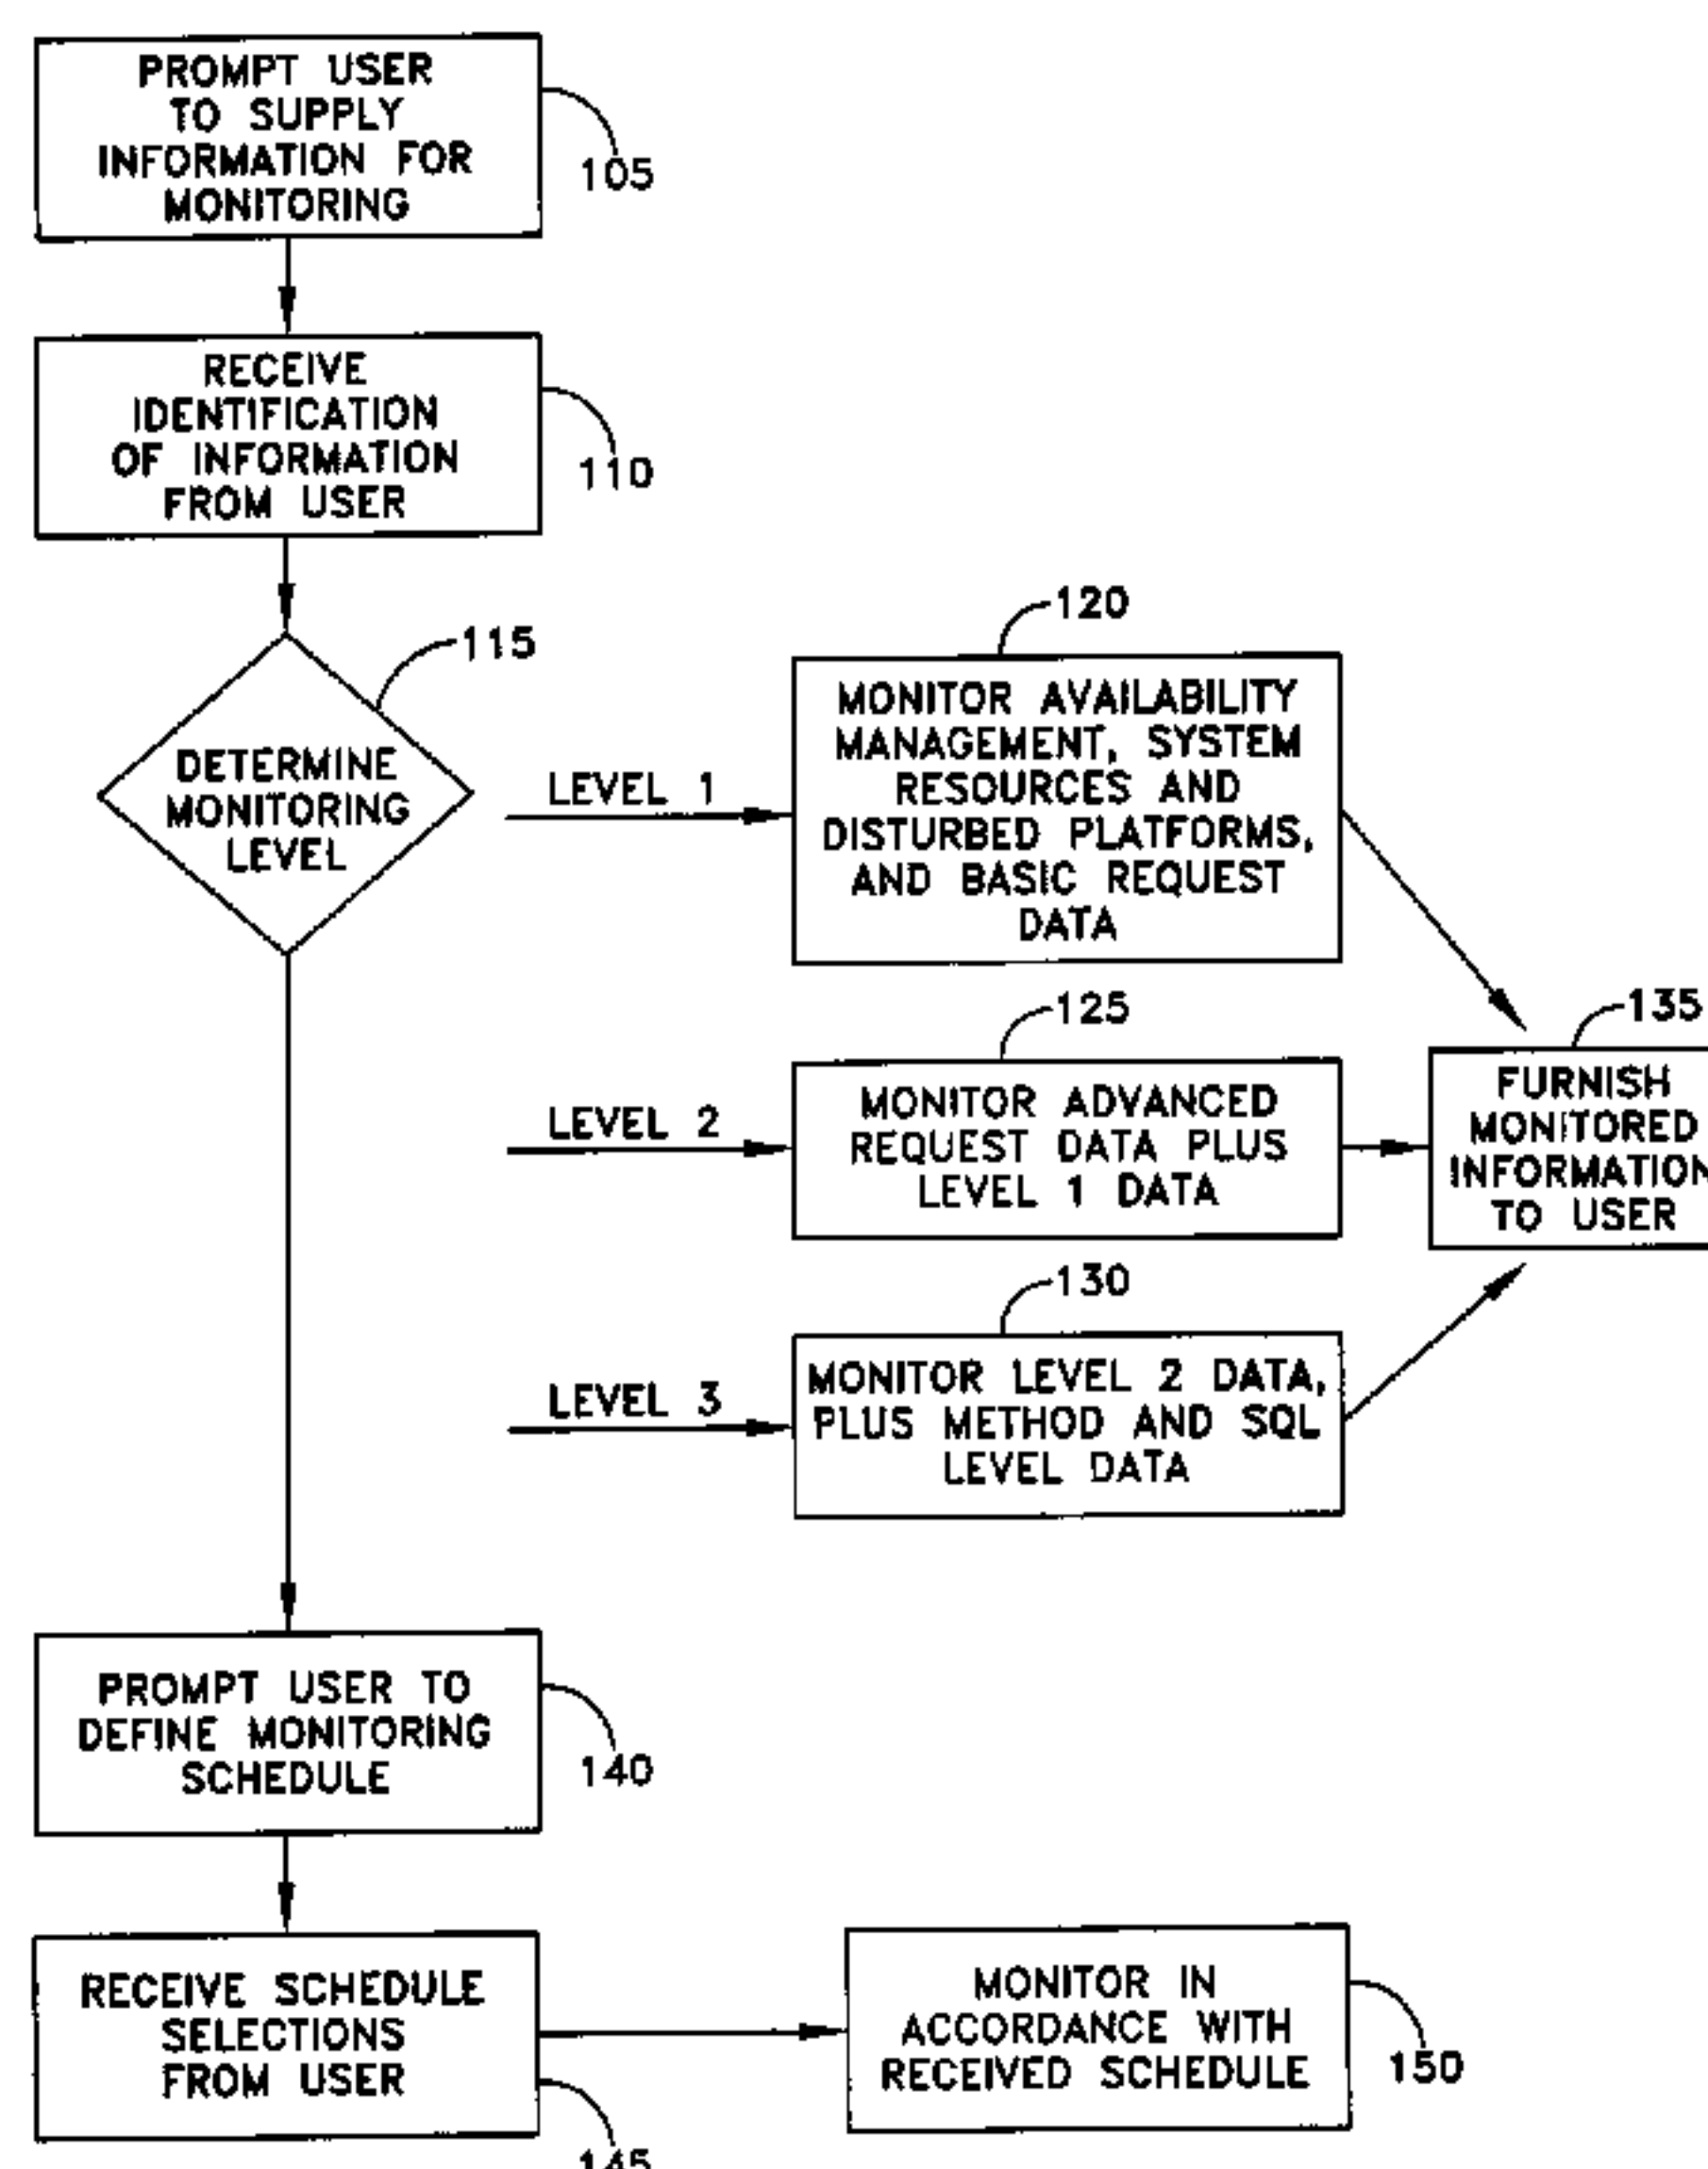 PROMPT USER
TO SUPPLY
INFORMATION FOR
MONITORING
105
RECEIVE
IDENTIFICATION
OF INFORMATION
FROM USER
110
115
DETERMINE
MONITORING
LEVEL
LEVEL 1
120
MONITOR AVAILABILITY
MANAGEMENT, SYSTEM
RESOURCES AND
DISTURBED PLATFORMS,
AND BASIC REQUEST
DATA
LEVEL 2
125
MONITOR ADVANCED
REQUEST DATA PLUS
LEVEL 1 DATA
LEVEL 3
130
MONITOR LEVEL 2 DATA,
PLUS METHOD AND SQL
LEVEL DATA
135
FURNISH
MONITORED
INFORMATION
TO USER
PROMPT USER TO
DEFINE MONITORING
SCHEDULE
140
RECEIVE SCHEDULE
SELECTIONS
FROM USER
145
MONITOR IN
ACCORDANCE WITH
RECEIVED SCHEDULE
150